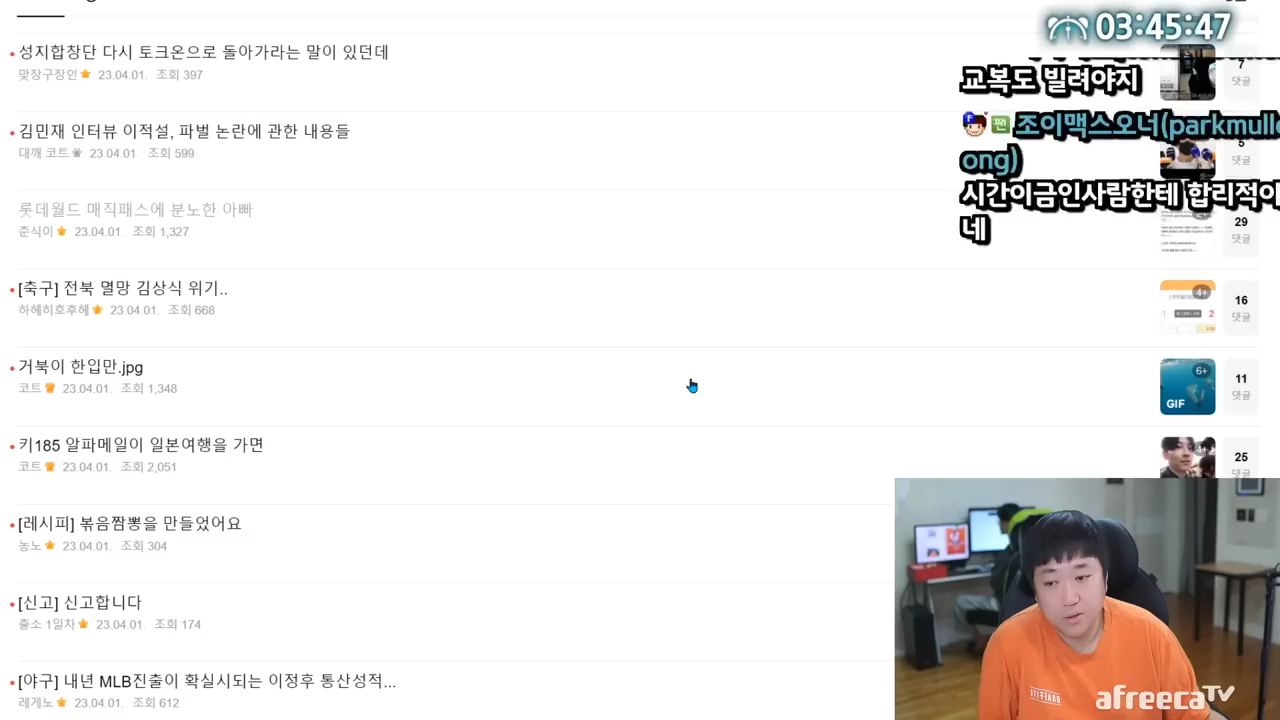 03:45:47
성지합창단 다시 토크온으로 돌아가라는 말이 있던데
맞장구장인 23.04.01. 조회 397
7
댓글
교복도 빌려야지
김민재 인터뷰 이적설, 파벌 논란에 관한 내용들
대깨 코트 23.04.01. 조회 599
5
댓글
팬 조이맥스오너(parkmull
ong)
시간이금인사람한테 합리적이
네
롯데월드 매직패스에 분노한 아빠
준식이 23.04.01. 조회 1,327
29
댓글
[축구] 전북 멸망 김상식 위기..
하헤히호후헤 23.04.01. 조회 668
4+
16
댓글
거북이 한입만.jpg
코트 23.04.01. 조회 1,348
6+
GIF
11
댓글
키185 알파메일이 일본여행을 가면
코트 23.04.01. 조회 2,051
25
댓글
[레시피] 볶음짬뽕을 만들었어요
농노 23.04.01. 조회 304
[신고] 신고합니다
줄소 1일차 23.04.01. 조회 174
[야구] 내년 MLB진출이 확실시되는 이정후 통산성적...
레게노 23.04.01. 조회 612
afreecaTV